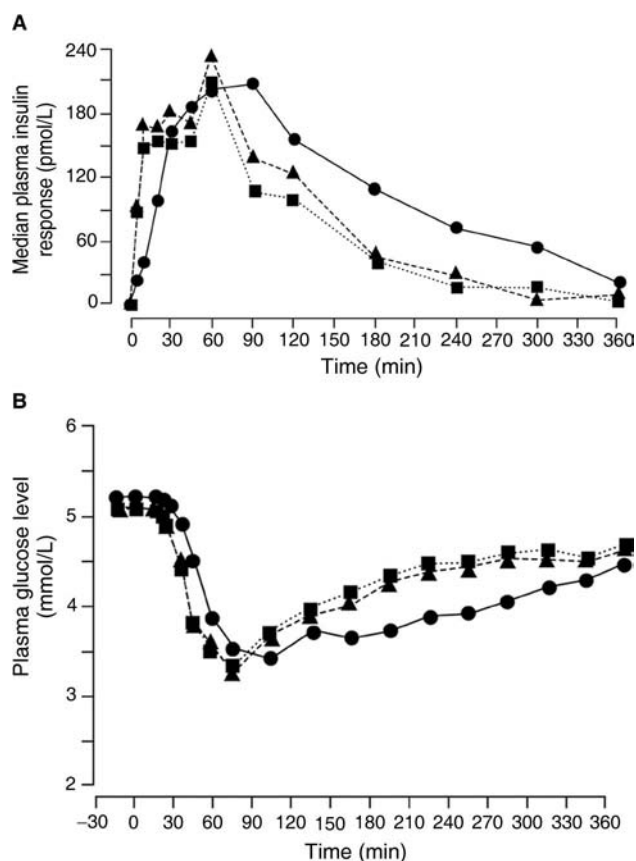 A
Median plasma insulin
response (pmol/L)
240
180
120
60
0
0 30 60 90 120 150 180 210 240 270 300 330 360
Time (min)
B
Plasma glucose level
(mmol/L)
6
5
4
3
2
–30 0 30 60 90 120 150 180 210 240 270 300 330 360
Time (min)